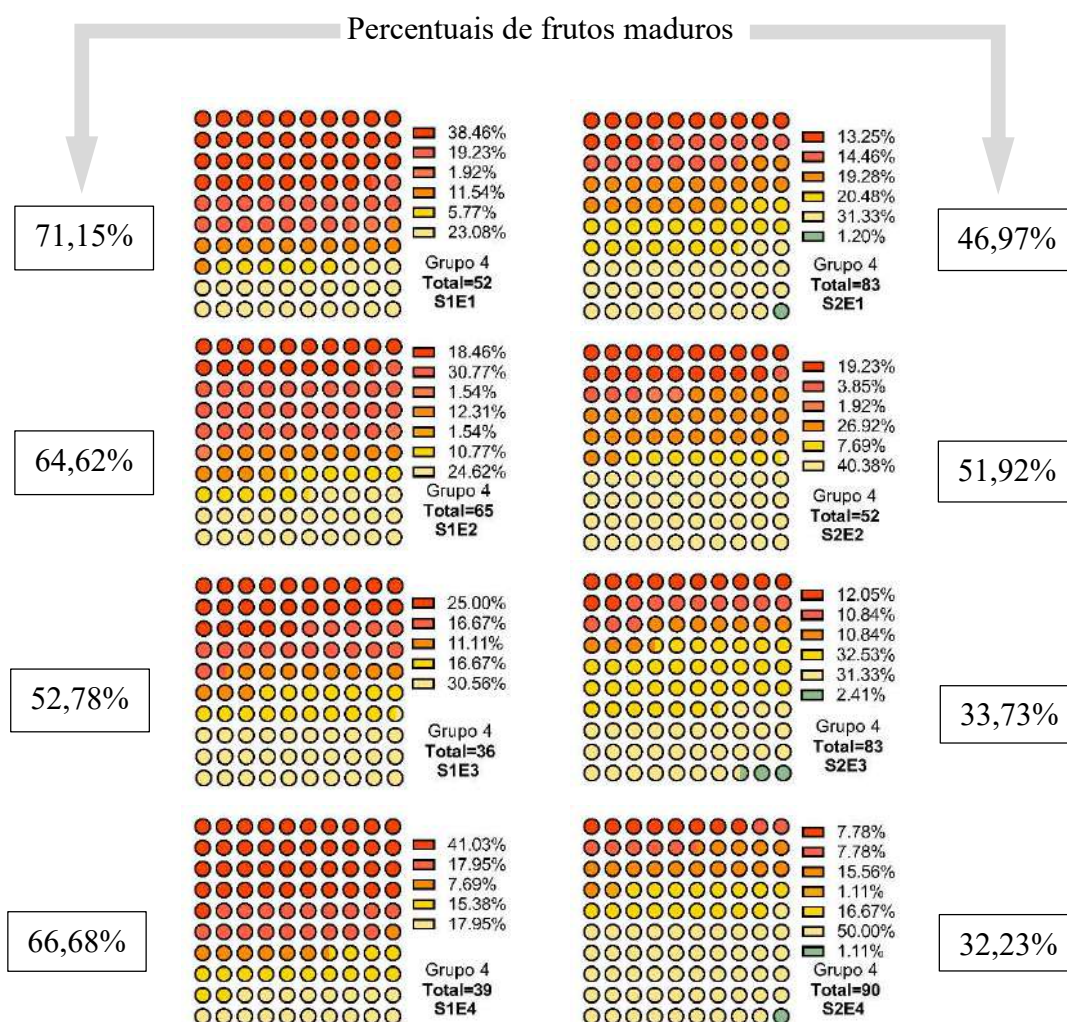 Percentuais de frutos maduros
71,15%
38.46%
19.23%
1.92%
11.54%
5.77%
23.08%
Grupo 4
Total=52
S1E1
13.25%
14.46%
19.28%
20.48%
31.33%
1.20%
Grupo 4
Total=83
S2E1
46,97%
64,62%
18.46%
30.77%
1.54%
12.31%
1.54%
10.77%
24.62%
Grupo 4
Total=65
S1E2
19.23%
3.85%
1.92%
26.92%
7.69%
40.38%
Grupo 4
Total=52
S2E2
51,92%
52,78%
25.00%
16.67%
11.11%
16.67%
30.56%
Grupo 4
Total=36
S1E3
12.05%
10.84%
10.84%
32.53%
31.33%
2.41%
Grupo 4
Total=83
S2E3
33,73%
66,68%
41.03%
17.95%
7.69%
15.38%
17.95%
Grupo 4
Total=39
S1E4
7.78%
7.78%
15.56%
1.11%
16.67%
50.00%
1.11%
Grupo 4
Total=90
S2E4
32,23%